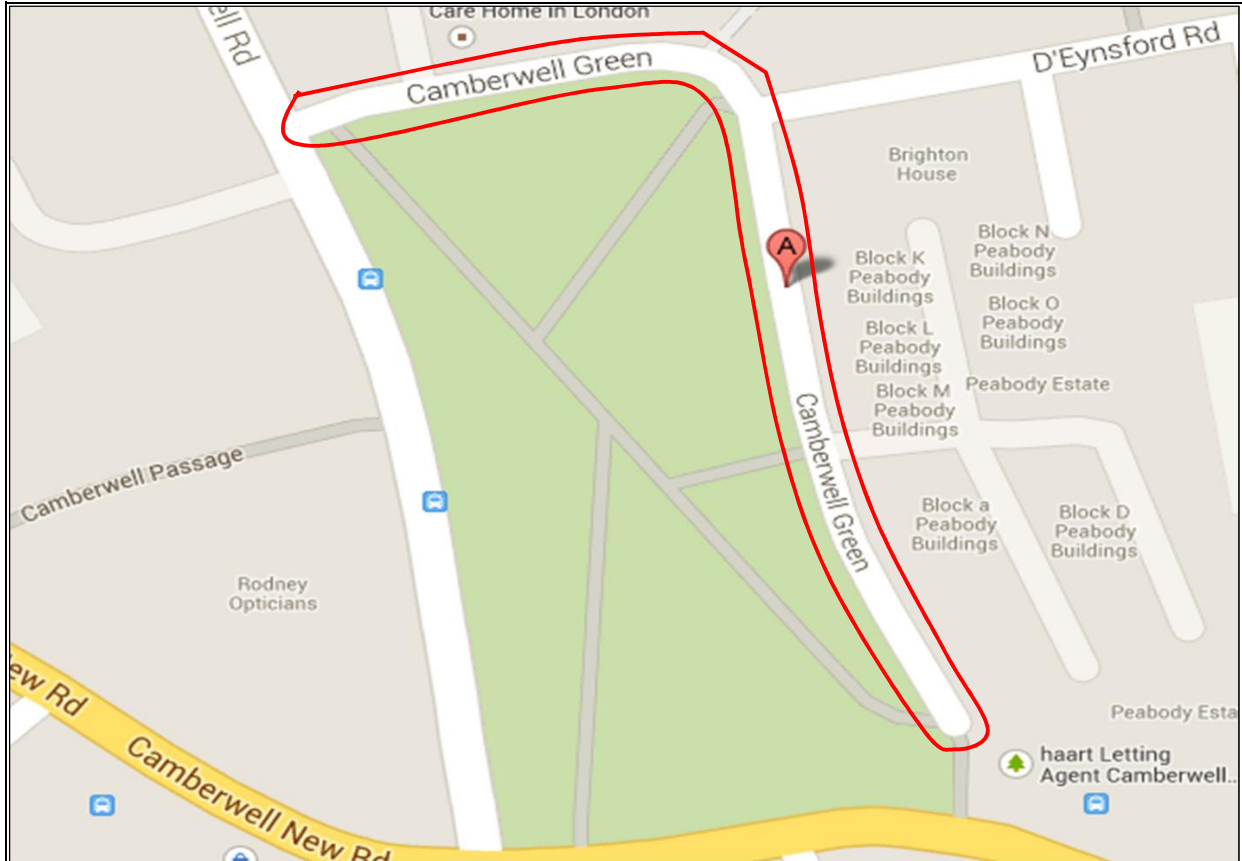 Care Home in London
ell Rd
Camberwell Green
D'Eynsford Rd
Brighton
House
A
Block N
Peabody
Buildings
Block K
Peabody
Buildings
Block O
Peabody
Buildings
Block L
Peabody
Buildings
Block M
Peabody
Buildings
Peabody Estate
Camberwell Green
Camberwell Passage
Block a
Peabody
Buildings
Block D
Peabody
Buildings
Rodney
Opticians
ew Rd
Camberwell New Rd
Peabody Esta
haart Letting
Agent Camberwell...